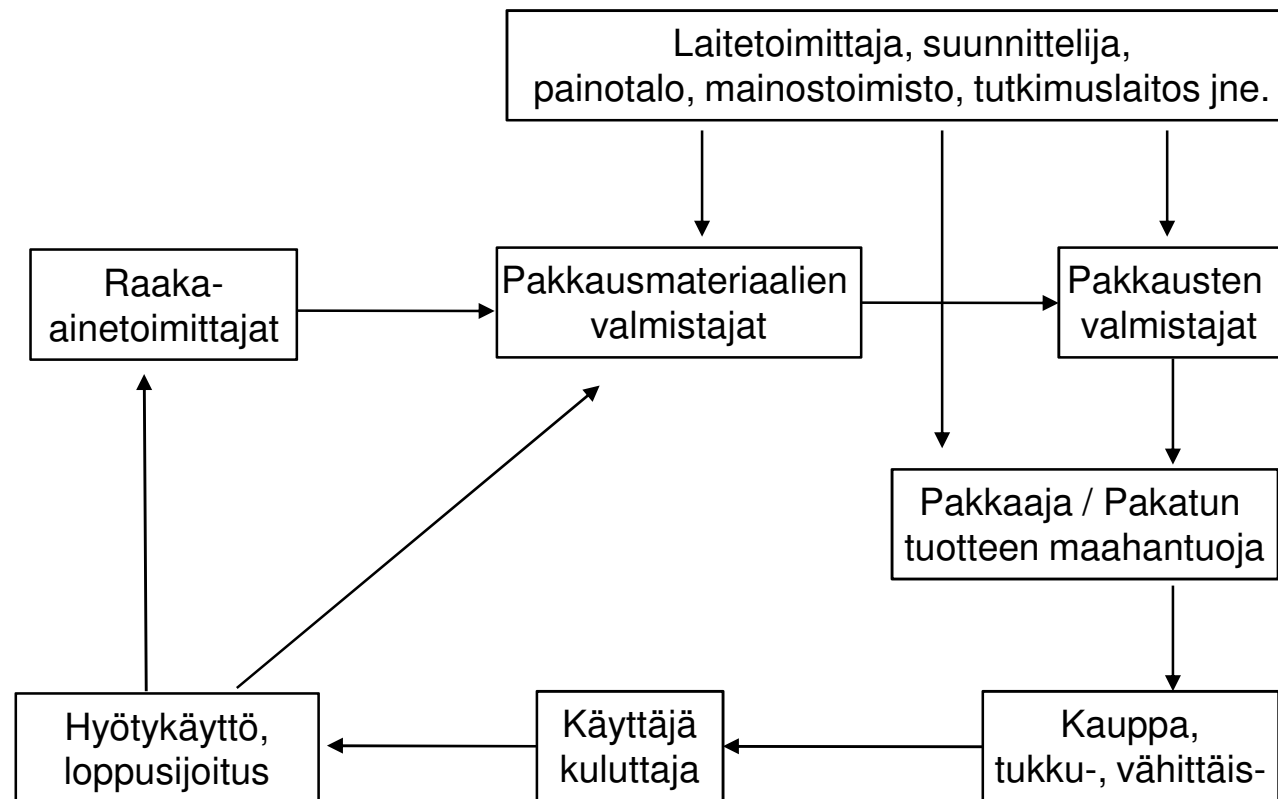 Laitetoimittaja, suunnittelija,
painotalo, mainostoimisto, tutkimuslaitos jne.
Raaka-
ainetoimittajat
Pakkausmateriaalien
valmistajat
Pakkausten
valmistajat
Pakkaaja / Pakatun
tuotteen maahantuoja
Hyötykäyttö,
loppusijoitus
Käyttäjä
kuluttaja
Kauppa,
tukku-, vähittäis-